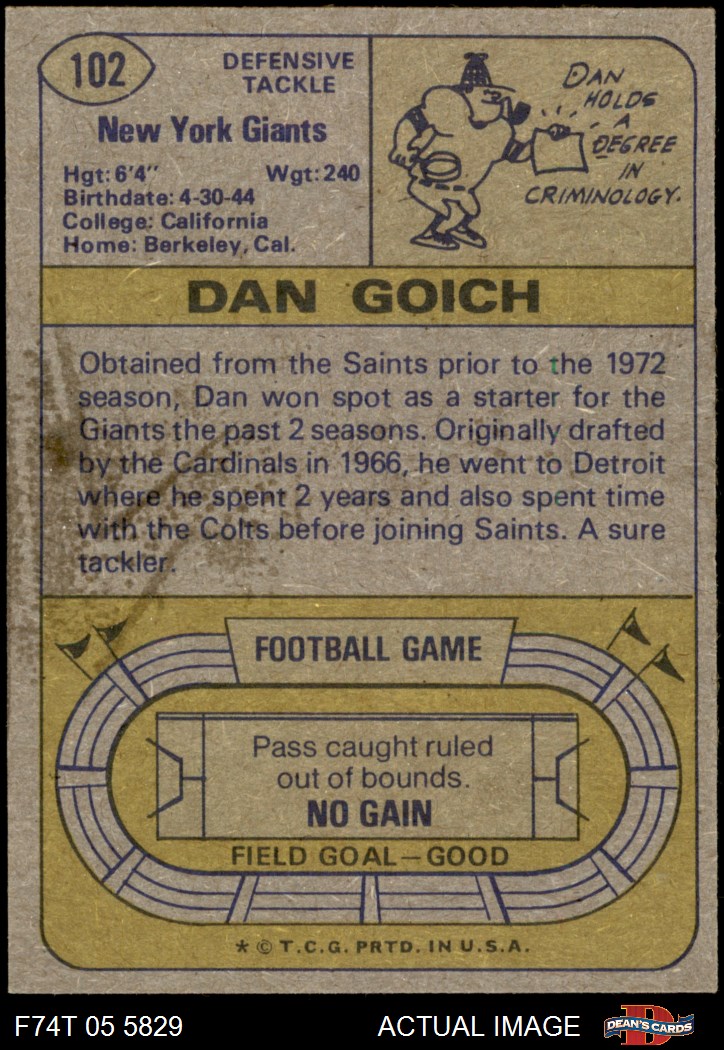 102
DEFENSIVE
TACKLE
New York Giants
Hgt: 6'4" Wgt: 240
Birthdate: 4-30-44
College: California
Home: Berkeley, Cal.
DAN
HOLDS
A
DEGREE
IN
CRIMINOLOGY.
DAN GOICH
Obtained from the Saints prior to the 1972
season, Dan won spot as a starter for the
Giants the past 2 seasons. Originally drafted
by the Cardinals in 1966, he went to Detroit
where he spent 2 years and also spent time
with the Colts before joining Saints. A sure
tackler.
FOOTBALL GAME
Pass caught ruled
out of bounds.
NO GAIN
FIELD GOAL—GOOD
* © T.C.G. PRTD. IN U.S.A.
F74T 05 5829 ACTUAL IMAGE
D
DEAN'S CARDS